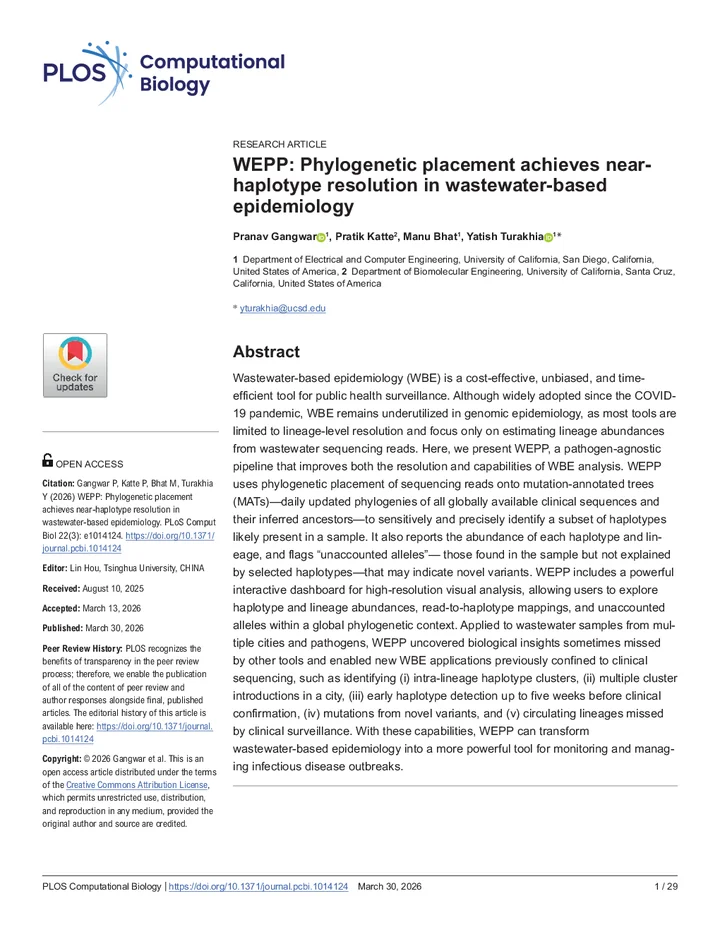 PLOS Computational
Biology
RESEARCH ARTICLE
WEPP: Phylogenetic placement achieves near-
haplotype resolution in wastewater-based
epidemiology
Pranav Gangwar1, Pratik Katte2, Manu Bhat1, Yatish Turakhia1*
1 Department of Electrical and Computer Engineering, University of California, San Diego, California,
United States of America, 2 Department of Biomolecular Engineering, University of California, Santa Cruz,
California, United States of America
* yturakhia@ucsd.edu
Abstract
Wastewater-based epidemiology (WBE) is a cost-effective, unbiased, and time-
efficient tool for public health surveillance. Although widely adopted since the COVID-
19 pandemic, WBE remains underutilized in genomic epidemiology, as most tools are
limited to lineage-level resolution and focus only on estimating lineage abundances
from wastewater sequencing reads. Here, we present WEPP, a pathogen-agnostic
pipeline that improves both the resolution and capabilities of WBE analysis. WEPP
uses phylogenetic placement of sequencing reads onto mutation-annotated trees
(MATs)—daily updated phylogenies of all globally available clinical sequences and
their inferred ancestors—to sensitively and precisely identify a subset of haplotypes
likely present in a sample. It also reports the abundance of each haplotype and lin-
eage, and flags “unaccounted alleles”— those found in the sample but not explained
by selected haplotypes—that may indicate novel variants. WEPP includes a powerful
interactive dashboard for high-resolution visual analysis, allowing users to explore
haplotype and lineage abundances, read-to-haplotype mappings, and unaccounted
alleles within a global phylogenetic context. Applied to wastewater samples from mul-
tiple cities and pathogens, WEPP uncovered biological insights sometimes missed
by other tools and enabled new WBE applications previously confined to clinical
sequencing, such as identifying (i) intra-lineage haplotype clusters, (ii) multiple cluster
introductions in a city, (iii) early haplotype detection up to five weeks before clinical
confirmation, (iv) mutations from novel variants, and (v) circulating lineages missed
by clinical surveillance. With these capabilities, WEPP can transform
wastewater-based epidemiology into a more powerful tool for monitoring and manag-
ing infectious disease outbreaks.
Check for
updates
OPEN ACCESS
Citation: Gangwar P, Katte P, Bhat M, Turakhia
Y (2026) WEPP: Phylogenetic placement
achieves near-haplotype resolution in
wastewater-based epidemiology. PLoS Comput
Biol 22(3): e1014124. https://doi.org/10.1371/
journal.pcbi.1014124
Editor: Lin Hou, Tsinghua University, CHINA
Received: August 10, 2025
Accepted: March 13, 2026
Published: March 30, 2026
Peer Review History: PLOS recognizes the
benefits of transparency in the peer review
process; therefore, we enable the publication
of all of the content of peer review and
author responses alongside final, published
articles. The editorial history of this article is
available here: https://doi.org/10.1371/journal.
pcbi.1014124
Copyright: © 2026 Gangwar et al. This is an
open access article distributed under the terms
of the Creative Commons Attribution License,
which permits unrestricted use, distribution,
and reproduction in any medium, provided the
original author and source are credited.
PLOS Computational Biology | https://doi.org/10.1371/journal.pcbi.1014124 March 30, 2026 1 / 29